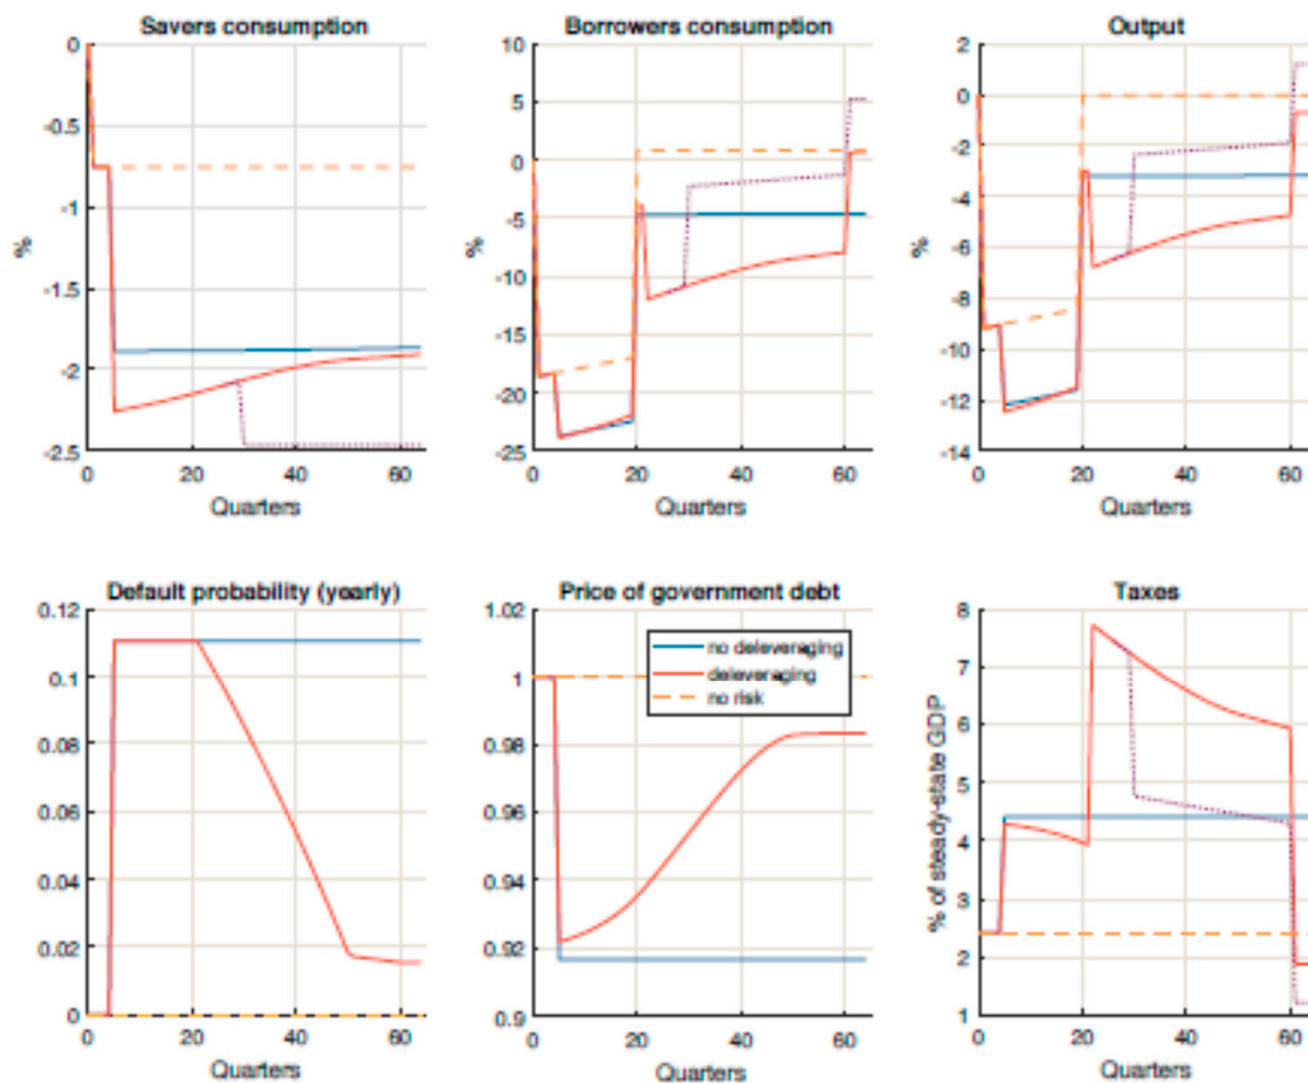 Savers consumption
0
-0.5
-1
-1.5
-2
-2.5
%
0 20 40 60
Quarters
Borrowers consumption
10
5
0
-5
-10
-15
-20
-25
%
0 20 40 60
Quarters
Output
2
0
-2
-4
-6
-8
-10
-12
-14
%
0 20 40 60
Quarters
Default probability (yearly)
0.12
0.1
0.08
0.06
0.04
0.02
0
0 20 40 60
Quarters
Price of government debt
1.02
1
0.98
0.96
0.94
0.92
0.9
no deleveraging
deleveraging
no risk
0 20 40 60
Quarters
Taxes
8
7
6
5
4
3
2
1
% of steady-state GDP
0 20 40 60
Quarters